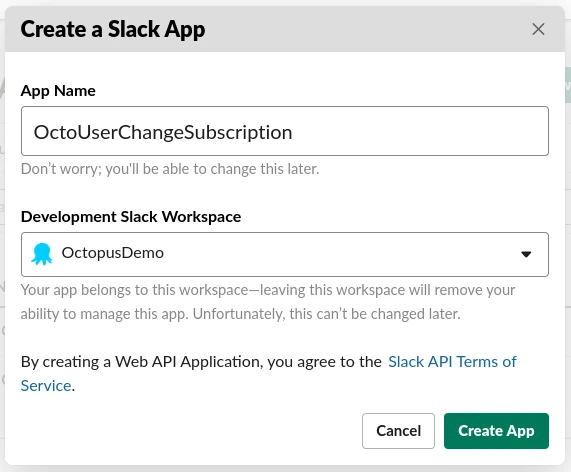 Create a Slack App
App Name
OctoUserChangeSubscription
Don't worry; you'll be able to change this later.
Development Slack Workspace
OctopusDemo
Your app belongs to this workspace—leaving this workspace will remove your
ability to manage this app. Unfortunately, this can't be changed later.
By creating a Web API Application, you agree to the Slack API Terms of
Service.
Cancel
Create App